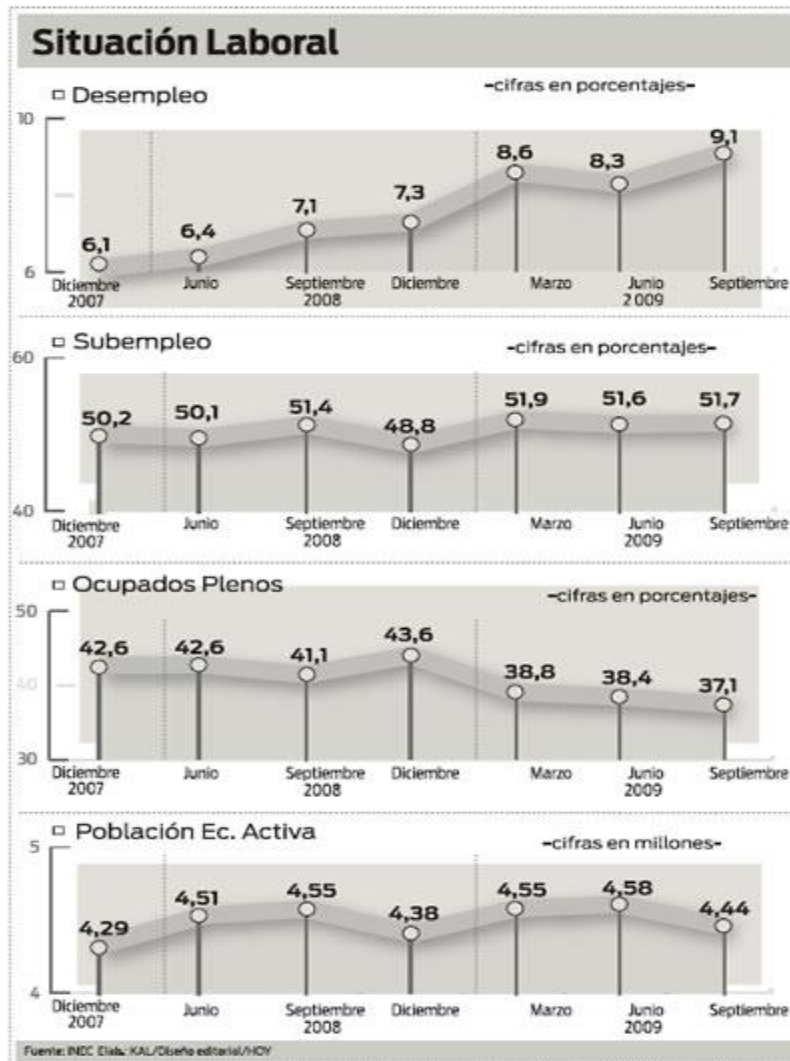 Situación Laboral
Desempleo
-cifras en porcentajes-
10
6,1 6,4 7,1 7,3 8,6 8,3 9,1
6
Diciembre Junio Septiembre Diciembre Marzo Junio Septiembre
2007 2008 2009
Subempleo
-cifras en porcentajes-
60
50,2 50,1 51,4 48,8 51,9 51,6 51,7
40
Diciembre Junio Septiembre Diciembre Marzo Junio Septiembre
2007 2008 2009
Ocupados Plenos
-cifras en porcentajes-
50
42,6 42,6 41,1 43,6 38,8 38,4 37,1
40
30
Diciembre Junio Septiembre Diciembre Marzo Junio Septiembre
2007 2008 2009
Población Ec. Activa
-cifras en millones-
5
4,29 4,51 4,55 4,38 4,55 4,58 4,44
4
Diciembre Junio Septiembre Diciembre Marzo Junio Septiembre
2007 2008 2009
Fuente: INEC Elab.: KAL/Diseño editorial/HOY